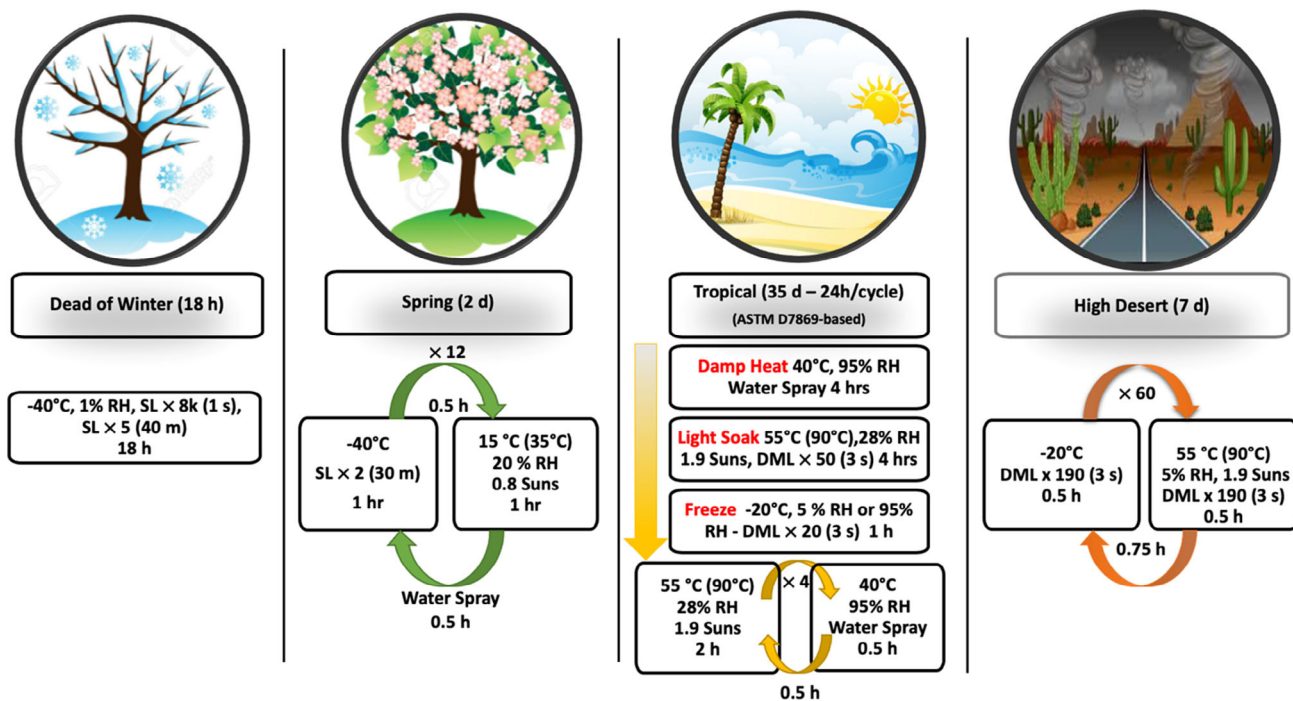 Dead of Winter (18 h)
-40°C, 1% RH, SL × 8k (1 s),
SL × 5 (40 m)
18 h
Spring (2 d)
× 12
0.5 h
-40°C
SL × 2 (30 m)
1 hr
15 °C (35°C)
20 % RH
0.8 Suns
1 hr
Water Spray
0.5 h
Tropical (35 d – 24h/cycle)
(ASTM D7869-based)
Damp Heat 40°C, 95% RH
Water Spray 4 hrs
Light Soak 55°C (90°C),28% RH
1.9 Suns, DML × 50 (3 s) 4 hrs
Freeze -20°C, 5 % RH or 95%
RH - DML × 20 (3 s) 1 h
55 °C (90°C)
28% RH
1.9 Suns
2 h
× 4
40°C
95% RH
Water Spray
0.5 h
0.5 h
High Desert (7 d)
× 60
-20°C
DML x 190 (3 s)
0.5 h
55 °C (90°C)
5% RH, 1.9 Suns
DML x 190 (3 s)
0.5 h
0.75 h